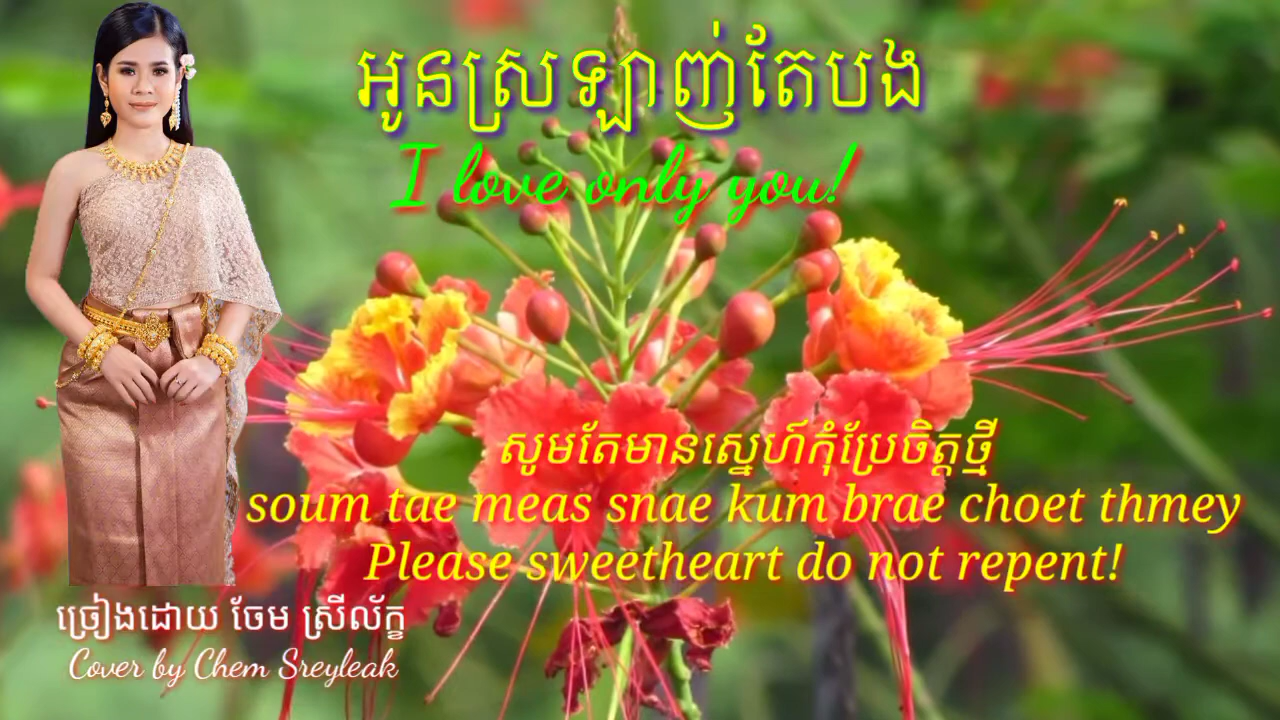 អូនស្រឡាញ់តែបង
I love only you!
សូមតែមានស្នេហ៍កុំប្រែចិត្តថ្មី
soum tae meas snae kum brae choet thmey
Please sweetheart do not repent!
ច្រៀងដោយ ចែម ស្រីល័ក្ខ
Cover by Chem Sreyleak